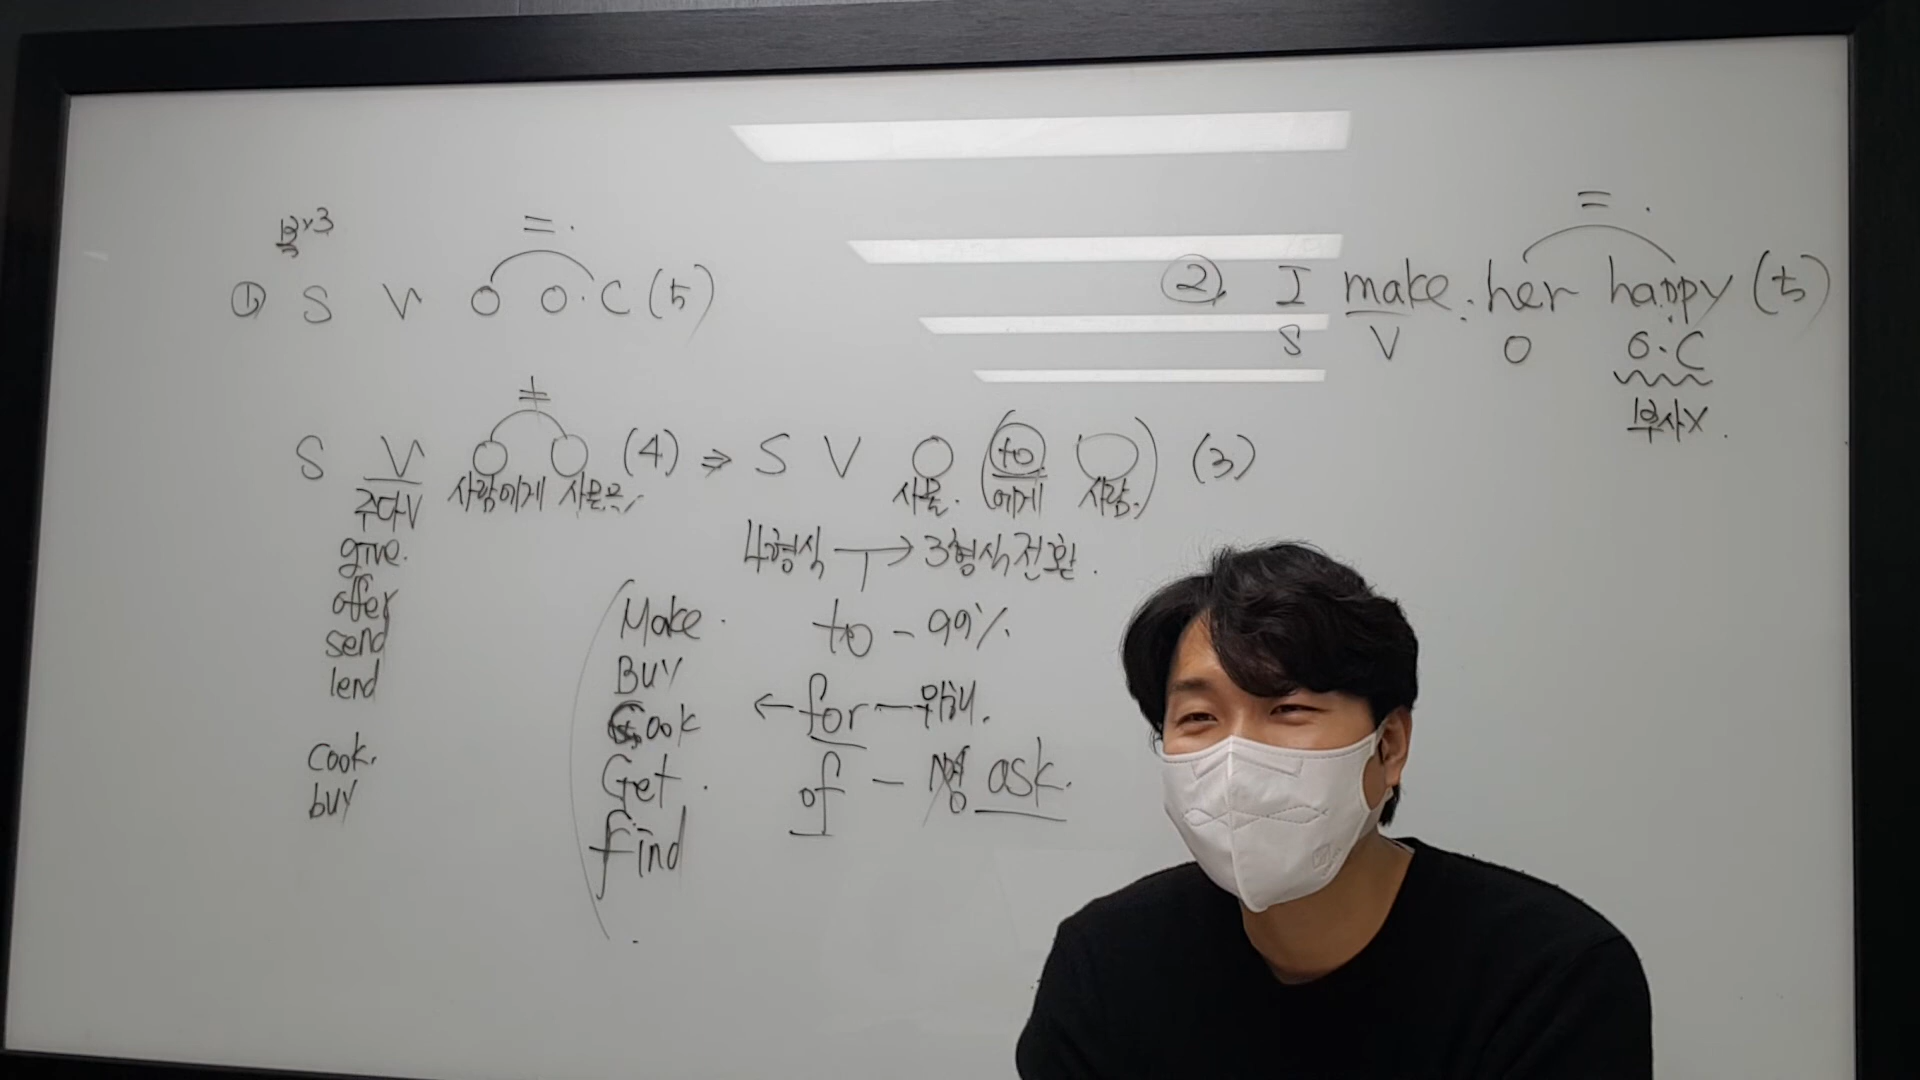 ① S V O O.C (5)
=.
② I make her happy (5)
=.
S V O O.C
부사X.
S V O O (4) ⇒ S V O (to O) (3)
≠
주다V 사람에게 사물을 사물. 에게 사람.
give.
offer
send
lend
cook.
buy
4형식 → 3형식 전환.
Make. to - 99%
Buy
Cook ← for - 위해.
Get. of - ask.
find